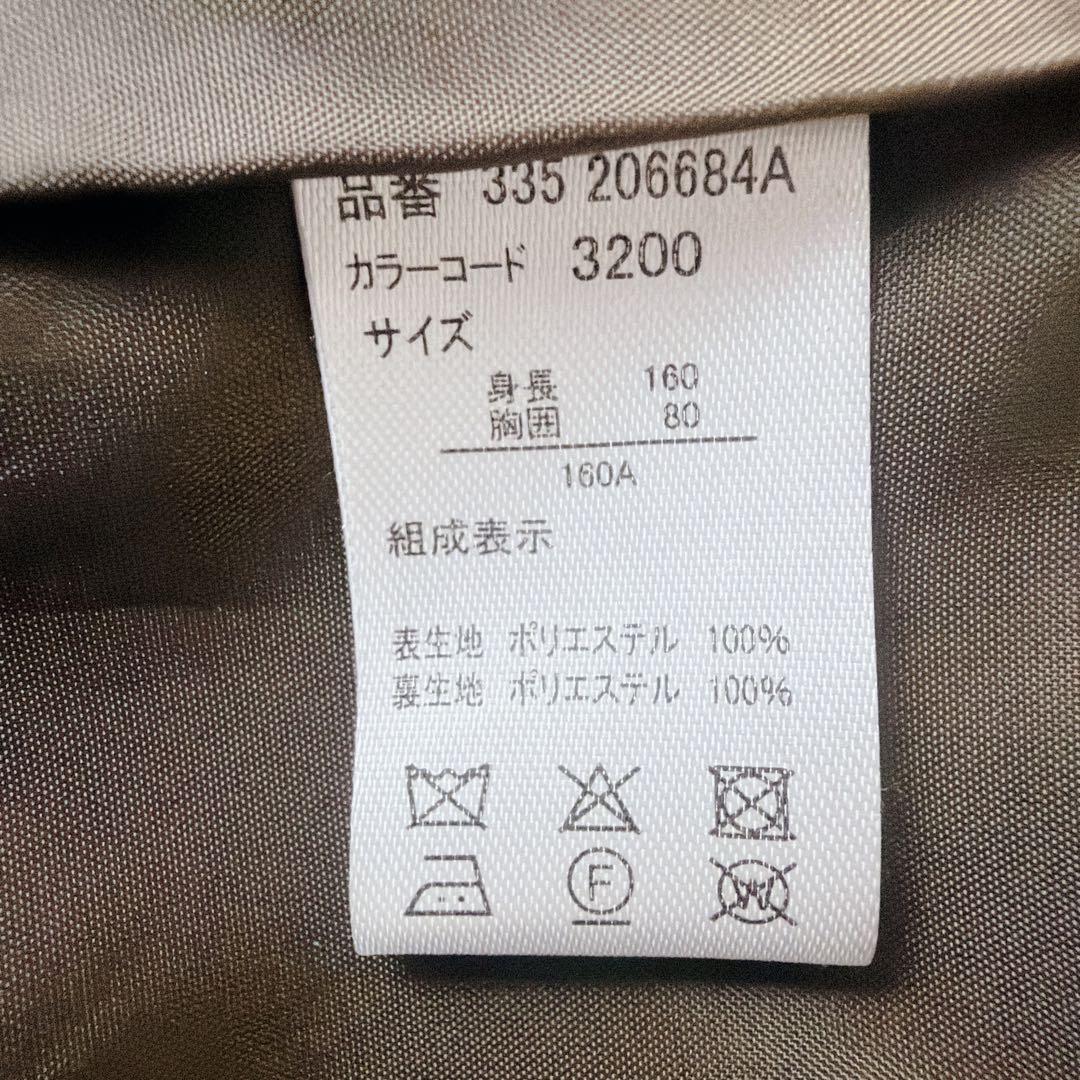 品番 335 206684A
カラーコード 3200
サイズ
身長 160
胸囲 80
160A
組成表示
表生地 ポリエステル 100%
裏生地 ポリエステル 100%
F
W